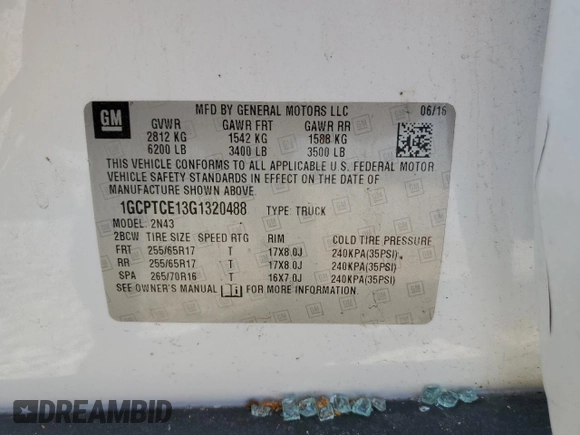 GM
MFD BY GENERAL MOTORS LLC 06/16
GVWR GAWR FRT GAWR RR
2812 KG 1542 KG 1588 KG
6200 LB 3400 LB 3500 LB
THIS VEHICLE CONFORMS TO ALL APPLICABLE U.S. FEDERAL MOTOR
VEHICLE SAFETY STANDARDS IN EFFECT ON THE DATE OF
MANUFACTURE SHOWN ABOVE.
1GCPTCE13G1320488 TYPE: TRUCK
MODEL: 2N43
2BCW TIRE SIZE SPEED RTG RIM COLD TIRE PRESSURE
FRT 255/65R17 T 17X8.0J 240KPA(35PSI)
RR 255/65R17 T 17X8.0J 240KPA(35PSI)
SPA 265/70R16 T 16X7.0J 240KPA(35PSI)
SEE OWNER'S MANUAL FOR MORE INFORMATION.
DREAMBID